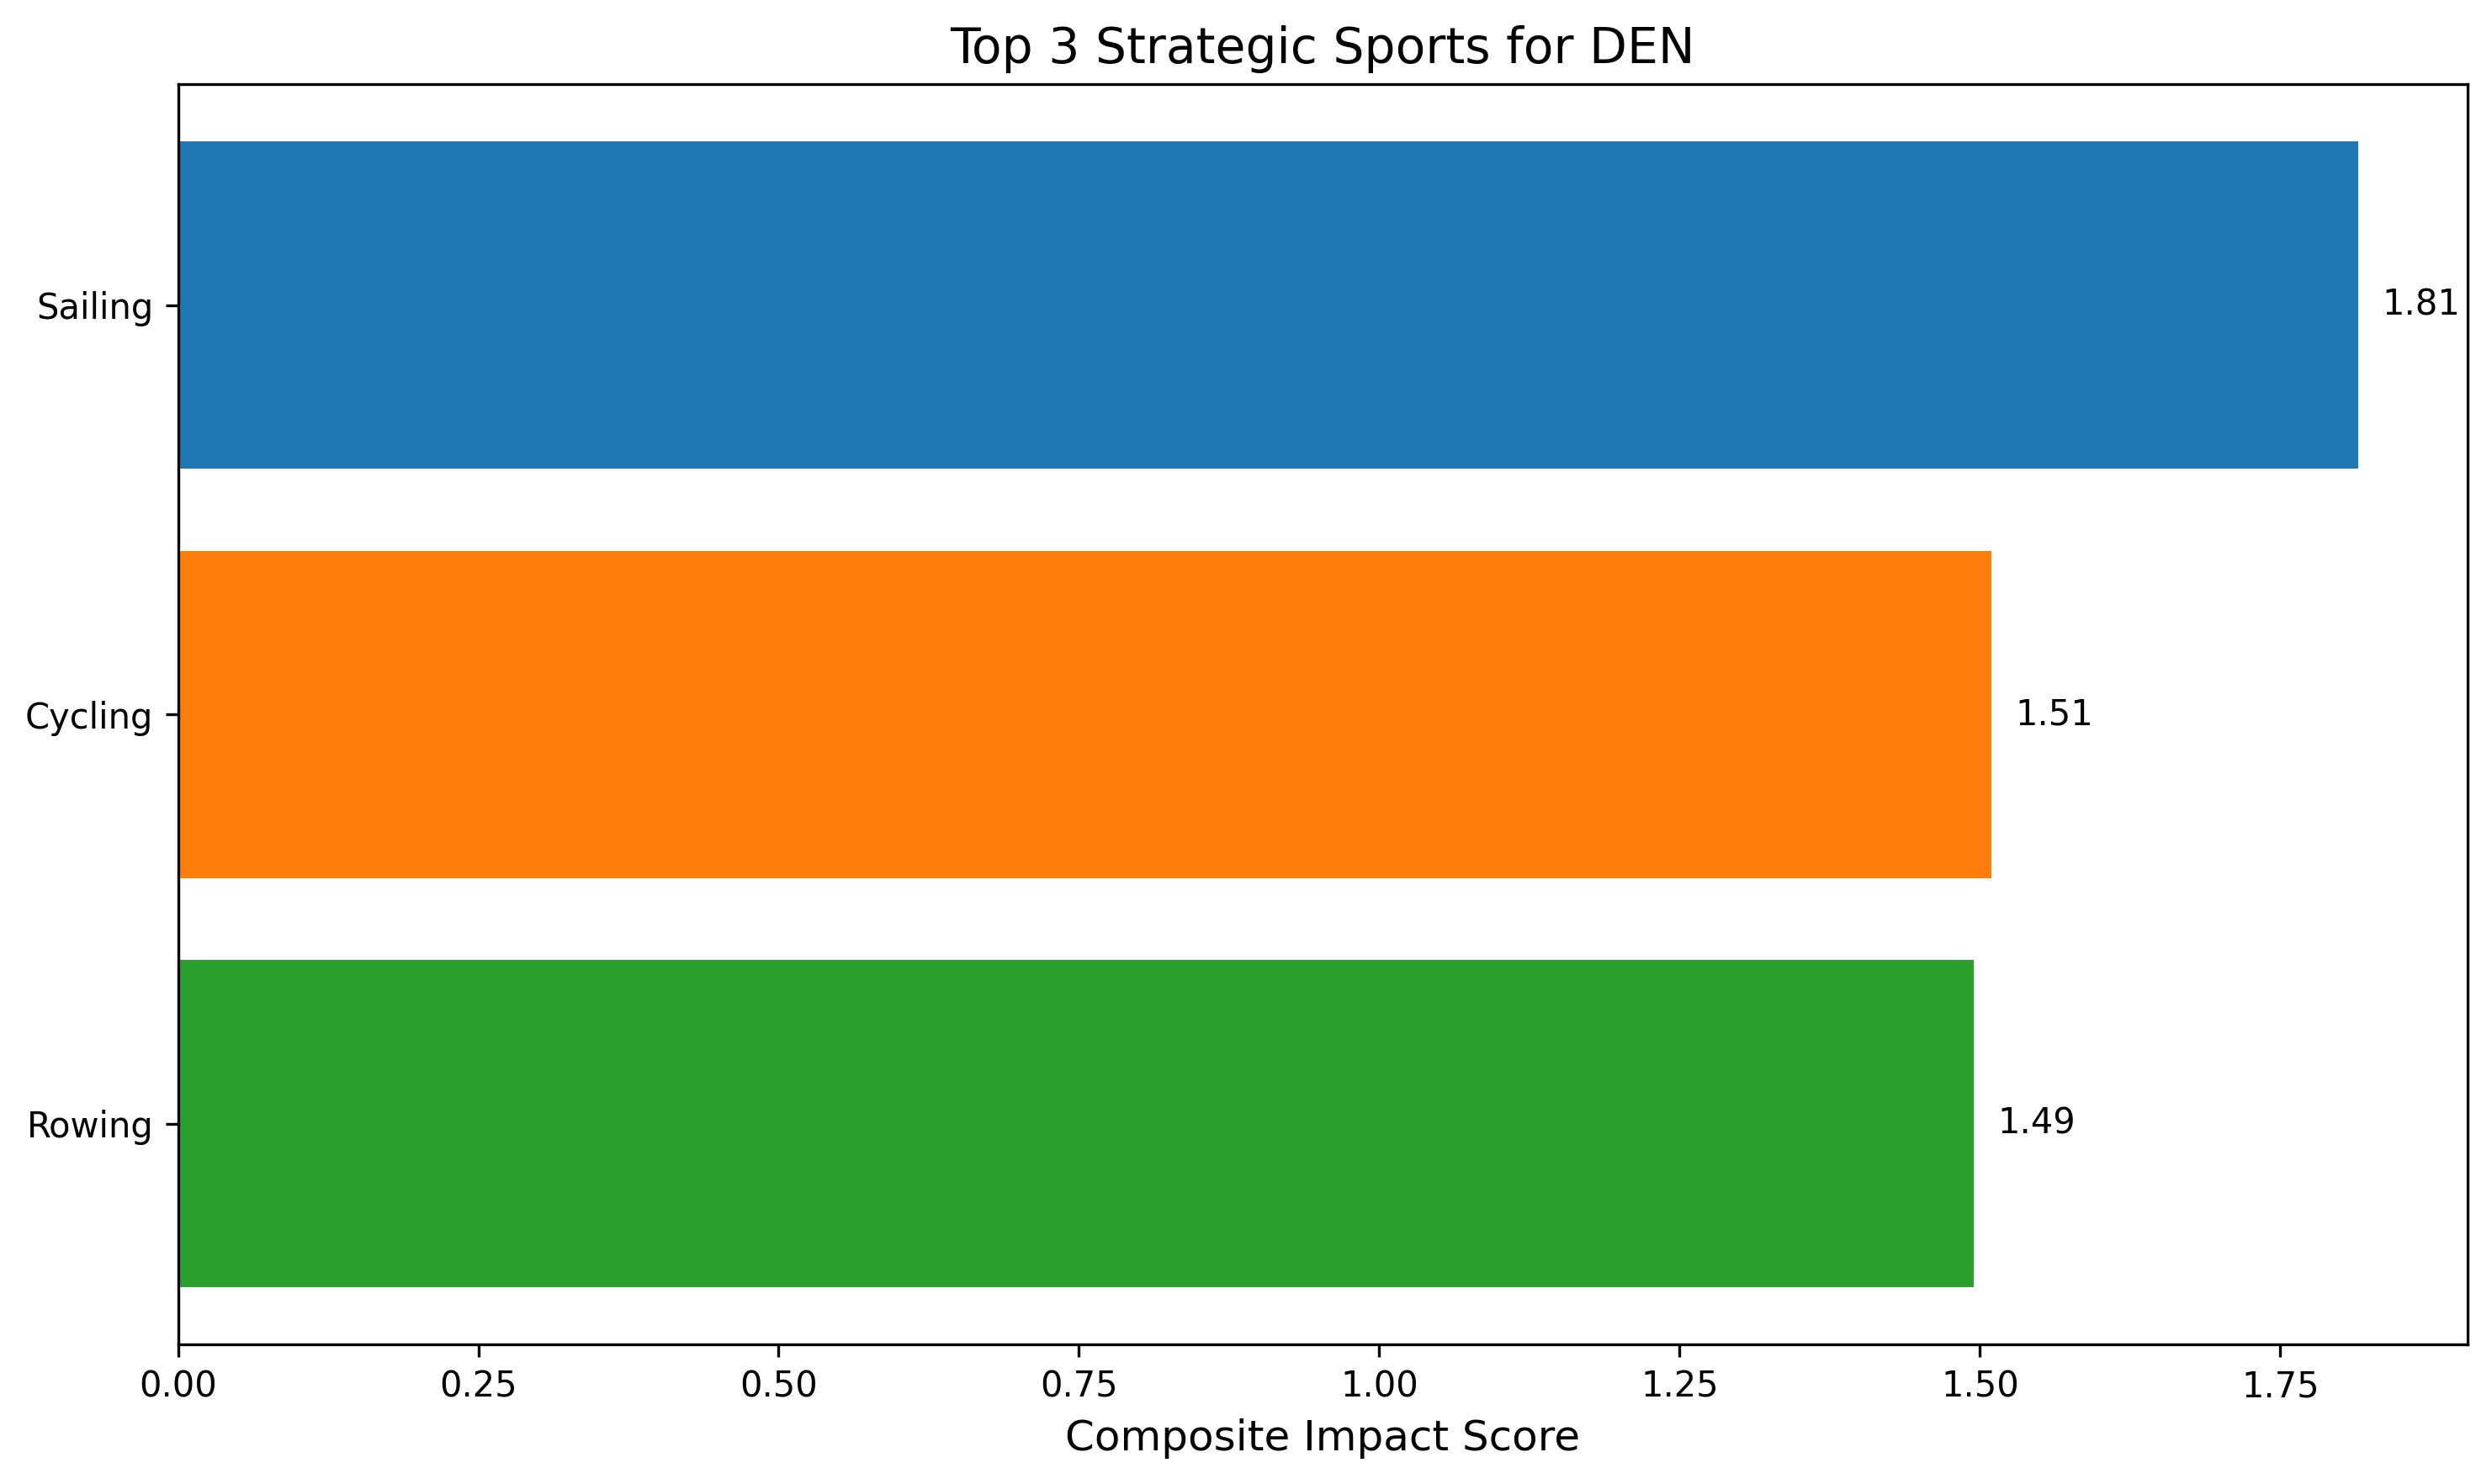 Top 3 Strategic Sports for DEN
Sailing
1.81
Cycling
1.51
Rowing
1.49
0.00 0.25 0.50 0.75 1.00 1.25 1.50 1.75
Composite Impact Score